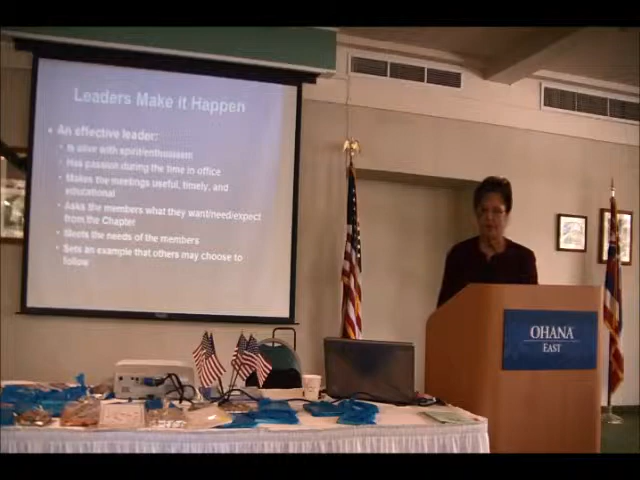 Leaders Make it Happen
• An effective leader:
• Is alive with spirit/enthusiasm
• Has passion during the time in office
• Makes the meetings useful, timely, and
educational
• Asks the members what they want/need/expect
from the Chapter
• Meets the needs of the members
• Sets an example that others may choose to
follow
OHANA
EAST